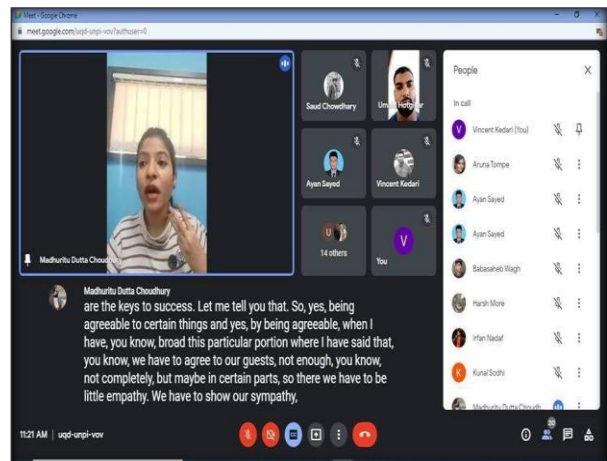 Meet - Google Chrome
meet.google.com/uqd-unpi-vov?authuser=0
Madhuritu Dutta Choudhury
Saud Chowdhary
Ayan Sayed
Vincent Kedari
14 others
You
Madhuritu Dutta Choudhury
are the keys to success. Let me tell you that. So, yes, being
agreeable to certain things and yes, by being agreeable, when I
have, you know, broad this particular portion where I have said that,
you know, we have to agree to our guests, not enough, you know,
not completely, but maybe in certain parts, so there we have to be
little empathy. We have to show our sympathy,
People
In call
Vincent Kedari (You)
Aruna Tompe
Ayan Sayed
Ayan Sayed
Babasaheb Wagh
Harsh More
Irfan Nadaf
Kunal Sodhi
11:21 AM | uqd-unpi-vov
20